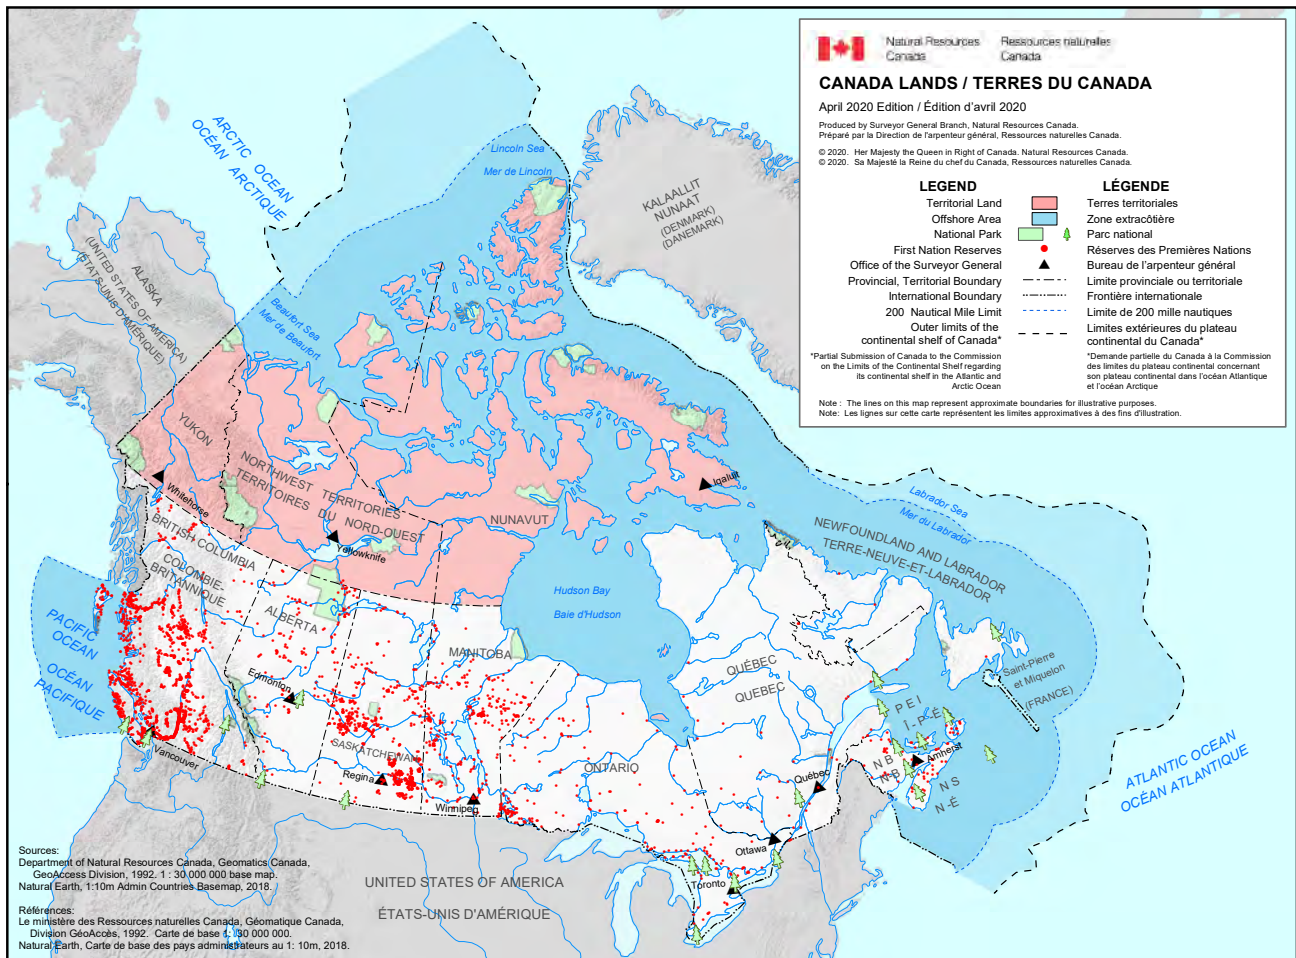 Natural Resources
Canada
Ressources naturelles
Canada
CANADA LANDS / TERRES DU CANADA
April 2020 Edition / Édition d'avril 2020
Produced by Surveyor General Branch, Natural Resources Canada.
Préparé par la Direction de l'arpenteur général, Ressources naturelles Canada.
© 2020. Her Majesty the Queen in Right of Canada. Natural Resources Canada.
© 2020. Sa Majesté la Reine du chef du Canada, Ressources naturelles Canada.
LEGEND
LÉGENDE
Territorial Land
Terres territoriales
Offshore Area
Zone extracôtière
National Park
Parc national
First Nation Reserves
Réserves des Premières Nations
Office of the Surveyor General
Bureau de l'arpenteur général
Provincial, Territorial Boundary
Limite provinciale ou territoriale
International Boundary
Frontière internationale
200 Nautical Mile Limit
Limite de 200 mille nautiques
Outer limits of the
continental shelf of Canada*
Limites extérieures du plateau
continental du Canada*
*Partial Submission of Canada to the Commission
on the Limits of the Continental Shelf regarding
its continental shelf in the Atlantic and
Arctic Ocean
*Demande partielle du Canada à la Commission
des limites du plateau continental concernant
son plateau continental dans l'océan Atlantique
et l'océan Arctique
Note : The lines on this map represent approximate boundaries for illustrative purposes.
Note: Les lignes sur cette carte représentent les limites approximatives à des fins d'illustration.
ARCTIC OCEAN
OCÉAN ARCTIQUE
Lincoln Sea
Mer de Lincoln
KALAALLIT
NUNAAT
(DENMARK)
(DANEMARK)
ALASKA
(UNITED STATES OF AMERICA)
(ÉTATS-UNIS D'AMÉRIQUE)
Beaufort Sea
Mer de Beaufort
YUKON
Whitehorse
NORTHWEST TERRITORIES
TERRITOIRES DU NORD-OUEST
Yellowknife
NUNAVUT
Iqaluit
Labrador Sea
Mer du Labrador
NEWFOUNDLAND AND LABRADOR
TERRE-NEUVE-ET-LABRADOR
BRITISH COLUMBIA
COLOMBIE-
BRITANNIQUE
ALBERTA
Hudson Bay
Baie d'Hudson
PACIFIC
OCEAN
OCÉAN
PACIFIQUE
MANITOBA
QUÉBEC
QUEBEC
Saint-Pierre
et Miquelon
(FRANCE)
Edmonton
P E I
Î.-P.-É.
SASKATCHEWAN
Regina
Vancouver
Winnipeg
ONTARIO
Québec
N B
N-B
Amherst
N S
N-É
ATLANTIC OCEAN
OCÉAN ATLANTIQUE
Ottawa
Toronto
UNITED STATES OF AMERICA
ÉTATS-UNIS D'AMÉRIQUE
Sources:
Department of Natural Resources Canada, Geomatics Canada,
GeoAccess Division, 1992. 1 : 30 000 000 base map.
Natural Earth, 1:10m Admin Countries Basemap, 2018.
Références:
Le ministère des Ressources naturelles Canada, Géomatique Canada,
Division GéoAccès, 1992. Carte de base 1: 30 000 000.
Natural Earth, Carte de base des pays administrateurs au 1: 10m, 2018.